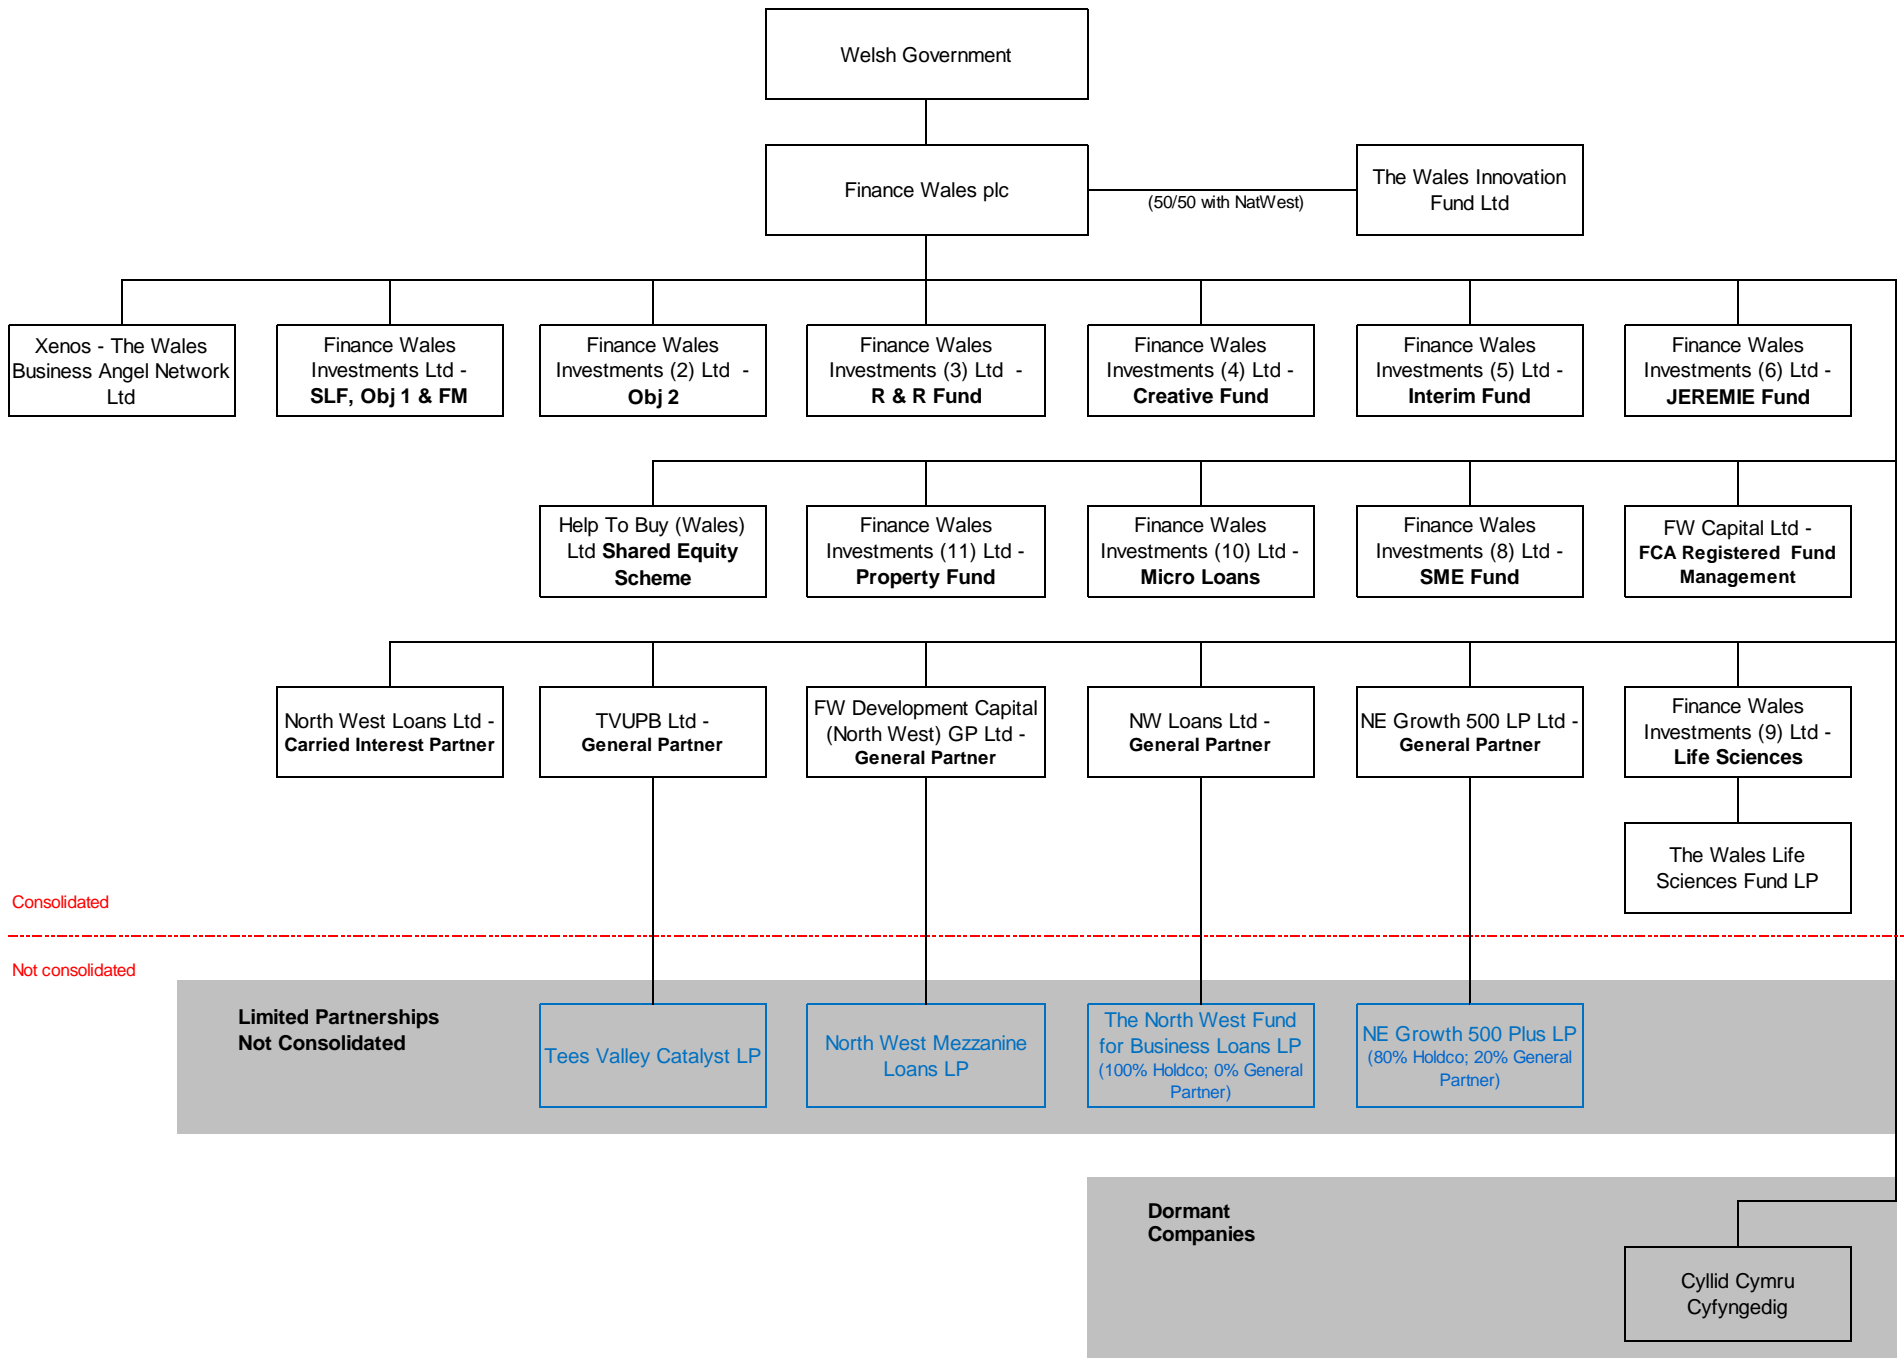 Welsh Government
Finance Wales plc
(50/50 with NatWest)
The Wales Innovation
Fund Ltd
Xenos - The Wales
Business Angel Network
Ltd
Finance Wales
Investments Ltd -
SLF, Obj 1 & FM
Finance Wales
Investments (2) Ltd -
Obj 2
Finance Wales
Investments (3) Ltd -
R & R Fund
Finance Wales
Investments (4) Ltd -
Creative Fund
Finance Wales
Investments (5) Ltd -
Interim Fund
Finance Wales
Investments (6) Ltd -
JEREMIE Fund
Help To Buy (Wales)
Ltd Shared Equity
Scheme
Finance Wales
Investments (11) Ltd -
Property Fund
Finance Wales
Investments (10) Ltd -
Micro Loans
Finance Wales
Investments (8) Ltd -
SME Fund
FW Capital Ltd -
FCA Registered Fund
Management
North West Loans Ltd -
Carried Interest Partner
TVUPB Ltd -
General Partner
FW Development Capital
(North West) GP Ltd -
General Partner
NW Loans Ltd -
General Partner
NE Growth 500 LP Ltd -
General Partner
Finance Wales
Investments (9) Ltd -
Life Sciences
The Wales Life
Sciences Fund LP
Consolidated
Not consolidated
Limited Partnerships
Not Consolidated
Tees Valley Catalyst LP
North West Mezzanine
Loans LP
The North West Fund
for Business Loans LP
(100% Holdco; 0% General
Partner)
NE Growth 500 Plus LP
(80% Holdco; 20% General
Partner)
Dormant
Companies
Cyllid Cymru
Cyfyngedig